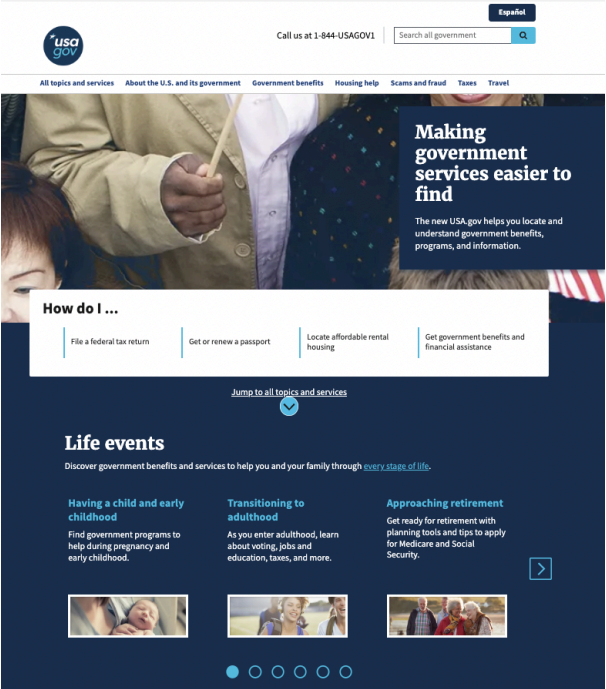 Español
usa
gov
Call us at 1-844-USAGOV1
Search all government
All topics and services
About the U.S. and its government
Government benefits
Housing help
Scams and fraud
Taxes
Travel
Making
government
services easier to
find
The new USA.gov helps you locate and
understand government benefits,
programs, and information.
How do I ...
File a federal tax return
Get or renew a passport
Locate affordable rental
housing
Get government benefits and
financial assistance
Jump to all topics and services
Life events
Discover government benefits and services to help you and your family through every stage of life.
Having a child and early
childhood
Find government programs to
help during pregnancy and
early childhood.
Transitioning to
adulthood
As you enter adulthood, learn
about voting, jobs and
education, taxes, and more.
Approaching retirement
Get ready for retirement with
planning tools and tips to apply
for Medicare and Social
Security.